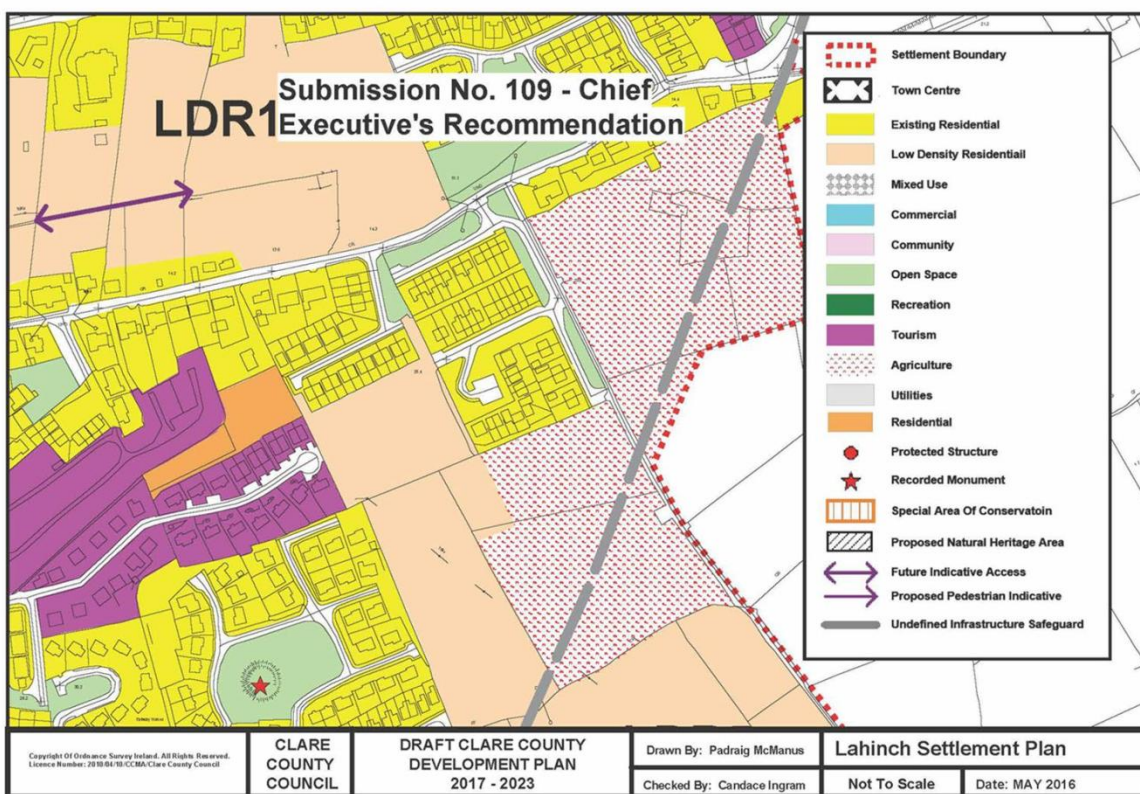 LDR1
Submission No. 109 - Chief
Executive's Recommendation
Settlement Boundary
Town Centre
Existing Residential
Low Density Residentiail
Mixed Use
Commercial
Community
Open Space
Recreation
Tourism
Agriculture
Utilities
Residential
Protected Structure
Recorded Monument
Special Area Of Conservatoin
Proposed Natural Heritage Area
Future Indicative Access
Proposed Pedestrian Indicative
Undefined Infrastructure Safeguard
Copyright Of Ordnance Survey Ireland. All Rights Reserved.
Licence Number: 2010/04/10/CCMA/Clare County Council
CLARE
COUNTY
COUNCIL
DRAFT CLARE COUNTY
DEVELOPMENT PLAN
2017 - 2023
Drawn By: Padraig McManus
Checked By: Candace Ingram
Lahinch Settlement Plan
Not To Scale
Date: MAY 2016